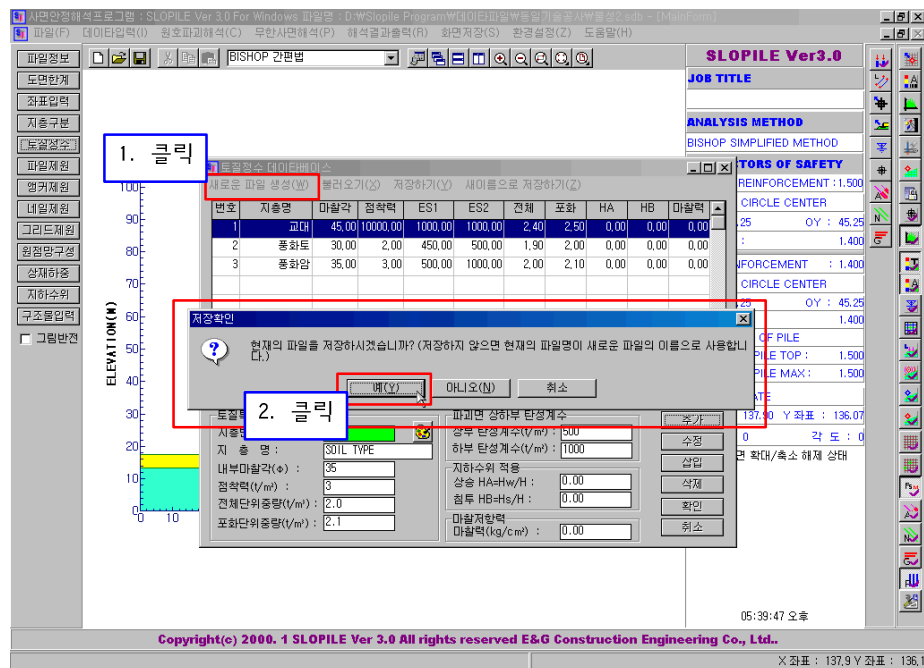 사면안정해석프로그램 : SLOPILE Ver 3.0 For Windows 파일명 : D:\Slopile Program\데이타파일\동일기술공사\물성2.sdb - [MainForm]
파일(F) 데이타입력(I) 원호파괴해석(C) 무한사면해석(P) 해석결과출력(R) 화면저장(S) 환경설정(Z) 도움말(H)
파일정보
도면한계
좌표입력
지층구분
토질정수
파일제원
앵커제원
네일제원
그리드제원
원점망구성
상재하중
지하수위
구조물입력
그림반전
BISHOP 간편법
1. 클릭
ELEVATION(M)
100
90
80
70
60
50
40
30
20
10
0
0 10
토질정수 데이타베이스
새로운 파일 생성(W) 불러오기(X) 저장하기(Y) 새이름으로 저장하기(Z)
번호 지층명 마찰각 점착력 ES1 ES2 전체 포화 HA HB 마찰력
1 교대 45,00 10000,00 1000,00 1000,00 2,40 2,50 0,00 0,00 0,00
2 풍화토 30,00 2,00 450,00 500,00 1,90 2,00 0,00 0,00 0,00
3 풍화암 35,00 3,00 500,00 1000,00 2,00 2,10 0,00 0,00 0,00
저장확인
현재의 파일을 저장하시겠습니까? (저장하지 않으면 현재의 파일명이 새로운 파일의 이름으로 사용합니
다.)
예(Y) 아니오(N) 취소
2. 클릭
지 층 명 : SOIL TYPE
내부마찰각(Φ) : 35
점착력(t/m²) : 3
전체단위중량(t/m³) : 2.0
포화단위중량(t/m³) : 2.1
파괴면 상하부 탄성계수
상부 탄성계수(t/m²) : 500
하부 탄성계수(t/m²) : 1000
지하수위 적용
상승 HA=Hw/H : 0.00
침투 HB=Hs/H : 0.00
마찰저항력
마찰력(kg/cm²) : 0.00
추가
수정
삽입
삭제
확인
취소
SLOPILE Ver3.0
JOB TITLE
ANALYSIS METHOD
BISHOP SIMPLIFIED METHOD
TORS OF SAFETY
REINFORCEMENT : 1.500
CIRCLE CENTER
.25 OY : 45.25
: 1.400
FORCEMENT : 1.400
CIRCLE CENTER
.25 OY : 45.25
1.400
OF PILE
PILE TOP : 1.500
PILE MAX : 1.500
137.90 Y좌표 : 136.07
0 각 도 : 0
면 확대/축소 해제 상태
05:39:47 오후
Copyright(c) 2000. 1 SLOPILE Ver 3.0 All rights reserved E&G Construction Engineering Co., Ltd..
X 좌표 : 137,9 Y 좌표 : 136,